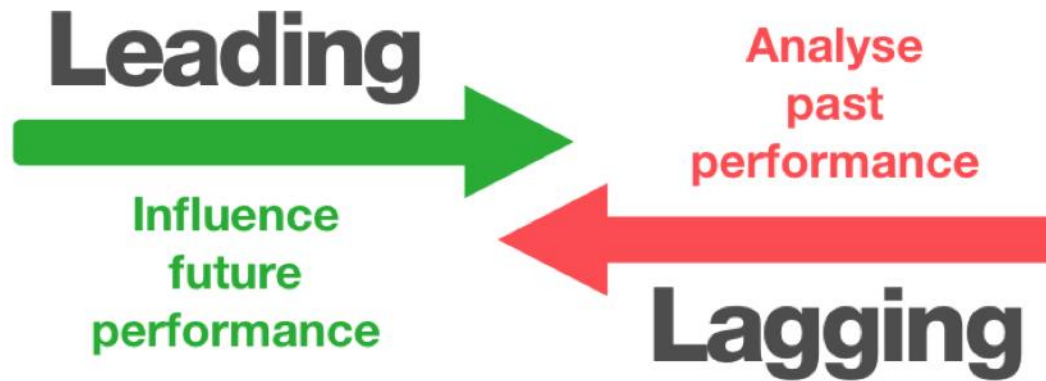 Leading
Influence
future
performance
Analyse
past
performance
Lagging